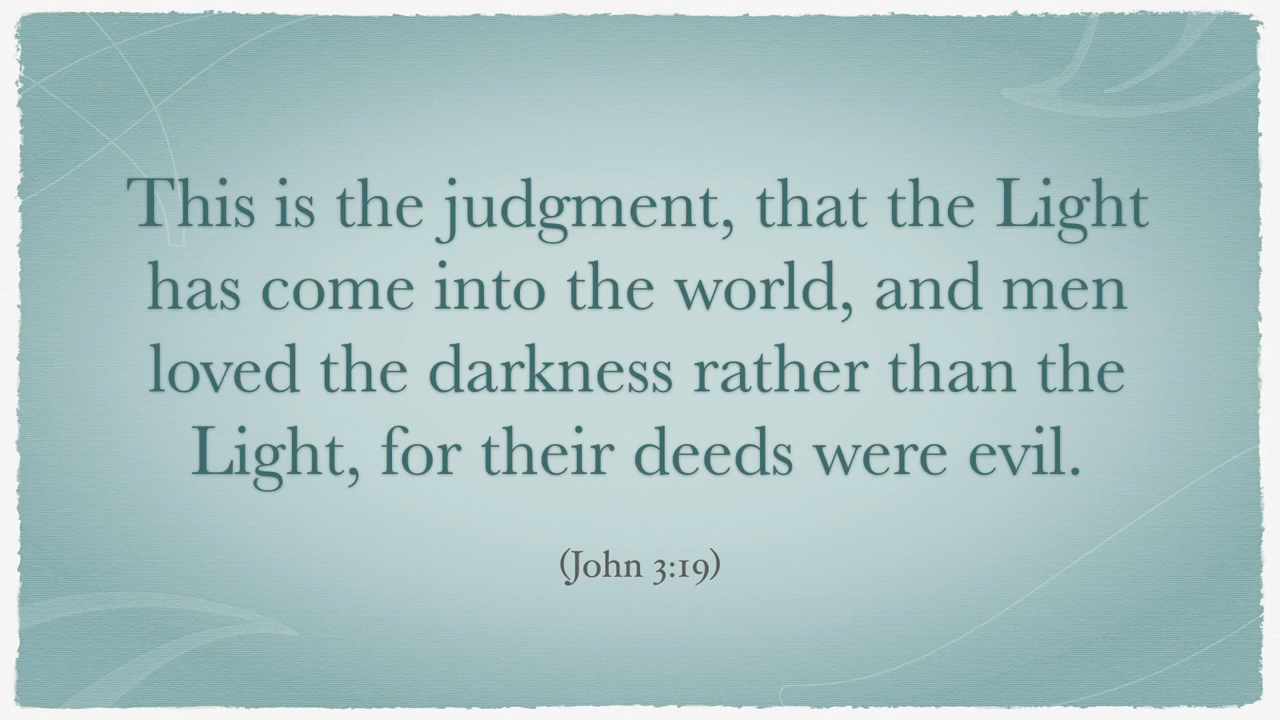 This is the judgment, that the Light
has come into the world, and men
loved the darkness rather than the
Light, for their deeds were evil.
(John 3:19)